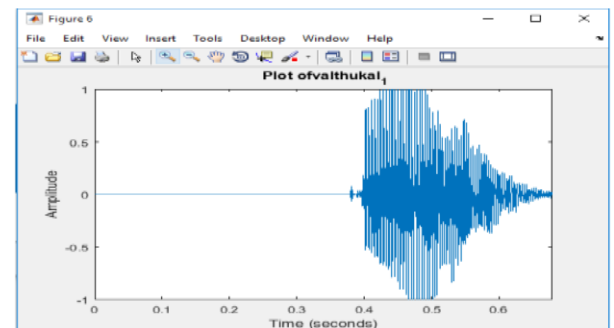 Figure 6
File Edit View Insert Tools Desktop Window Help
Plot ofvalthukal1
1
0.5
0
-0.5
-1
Amplitude
0 0.1 0.2 0.3 0.4 0.5 0.6
Time (seconds)